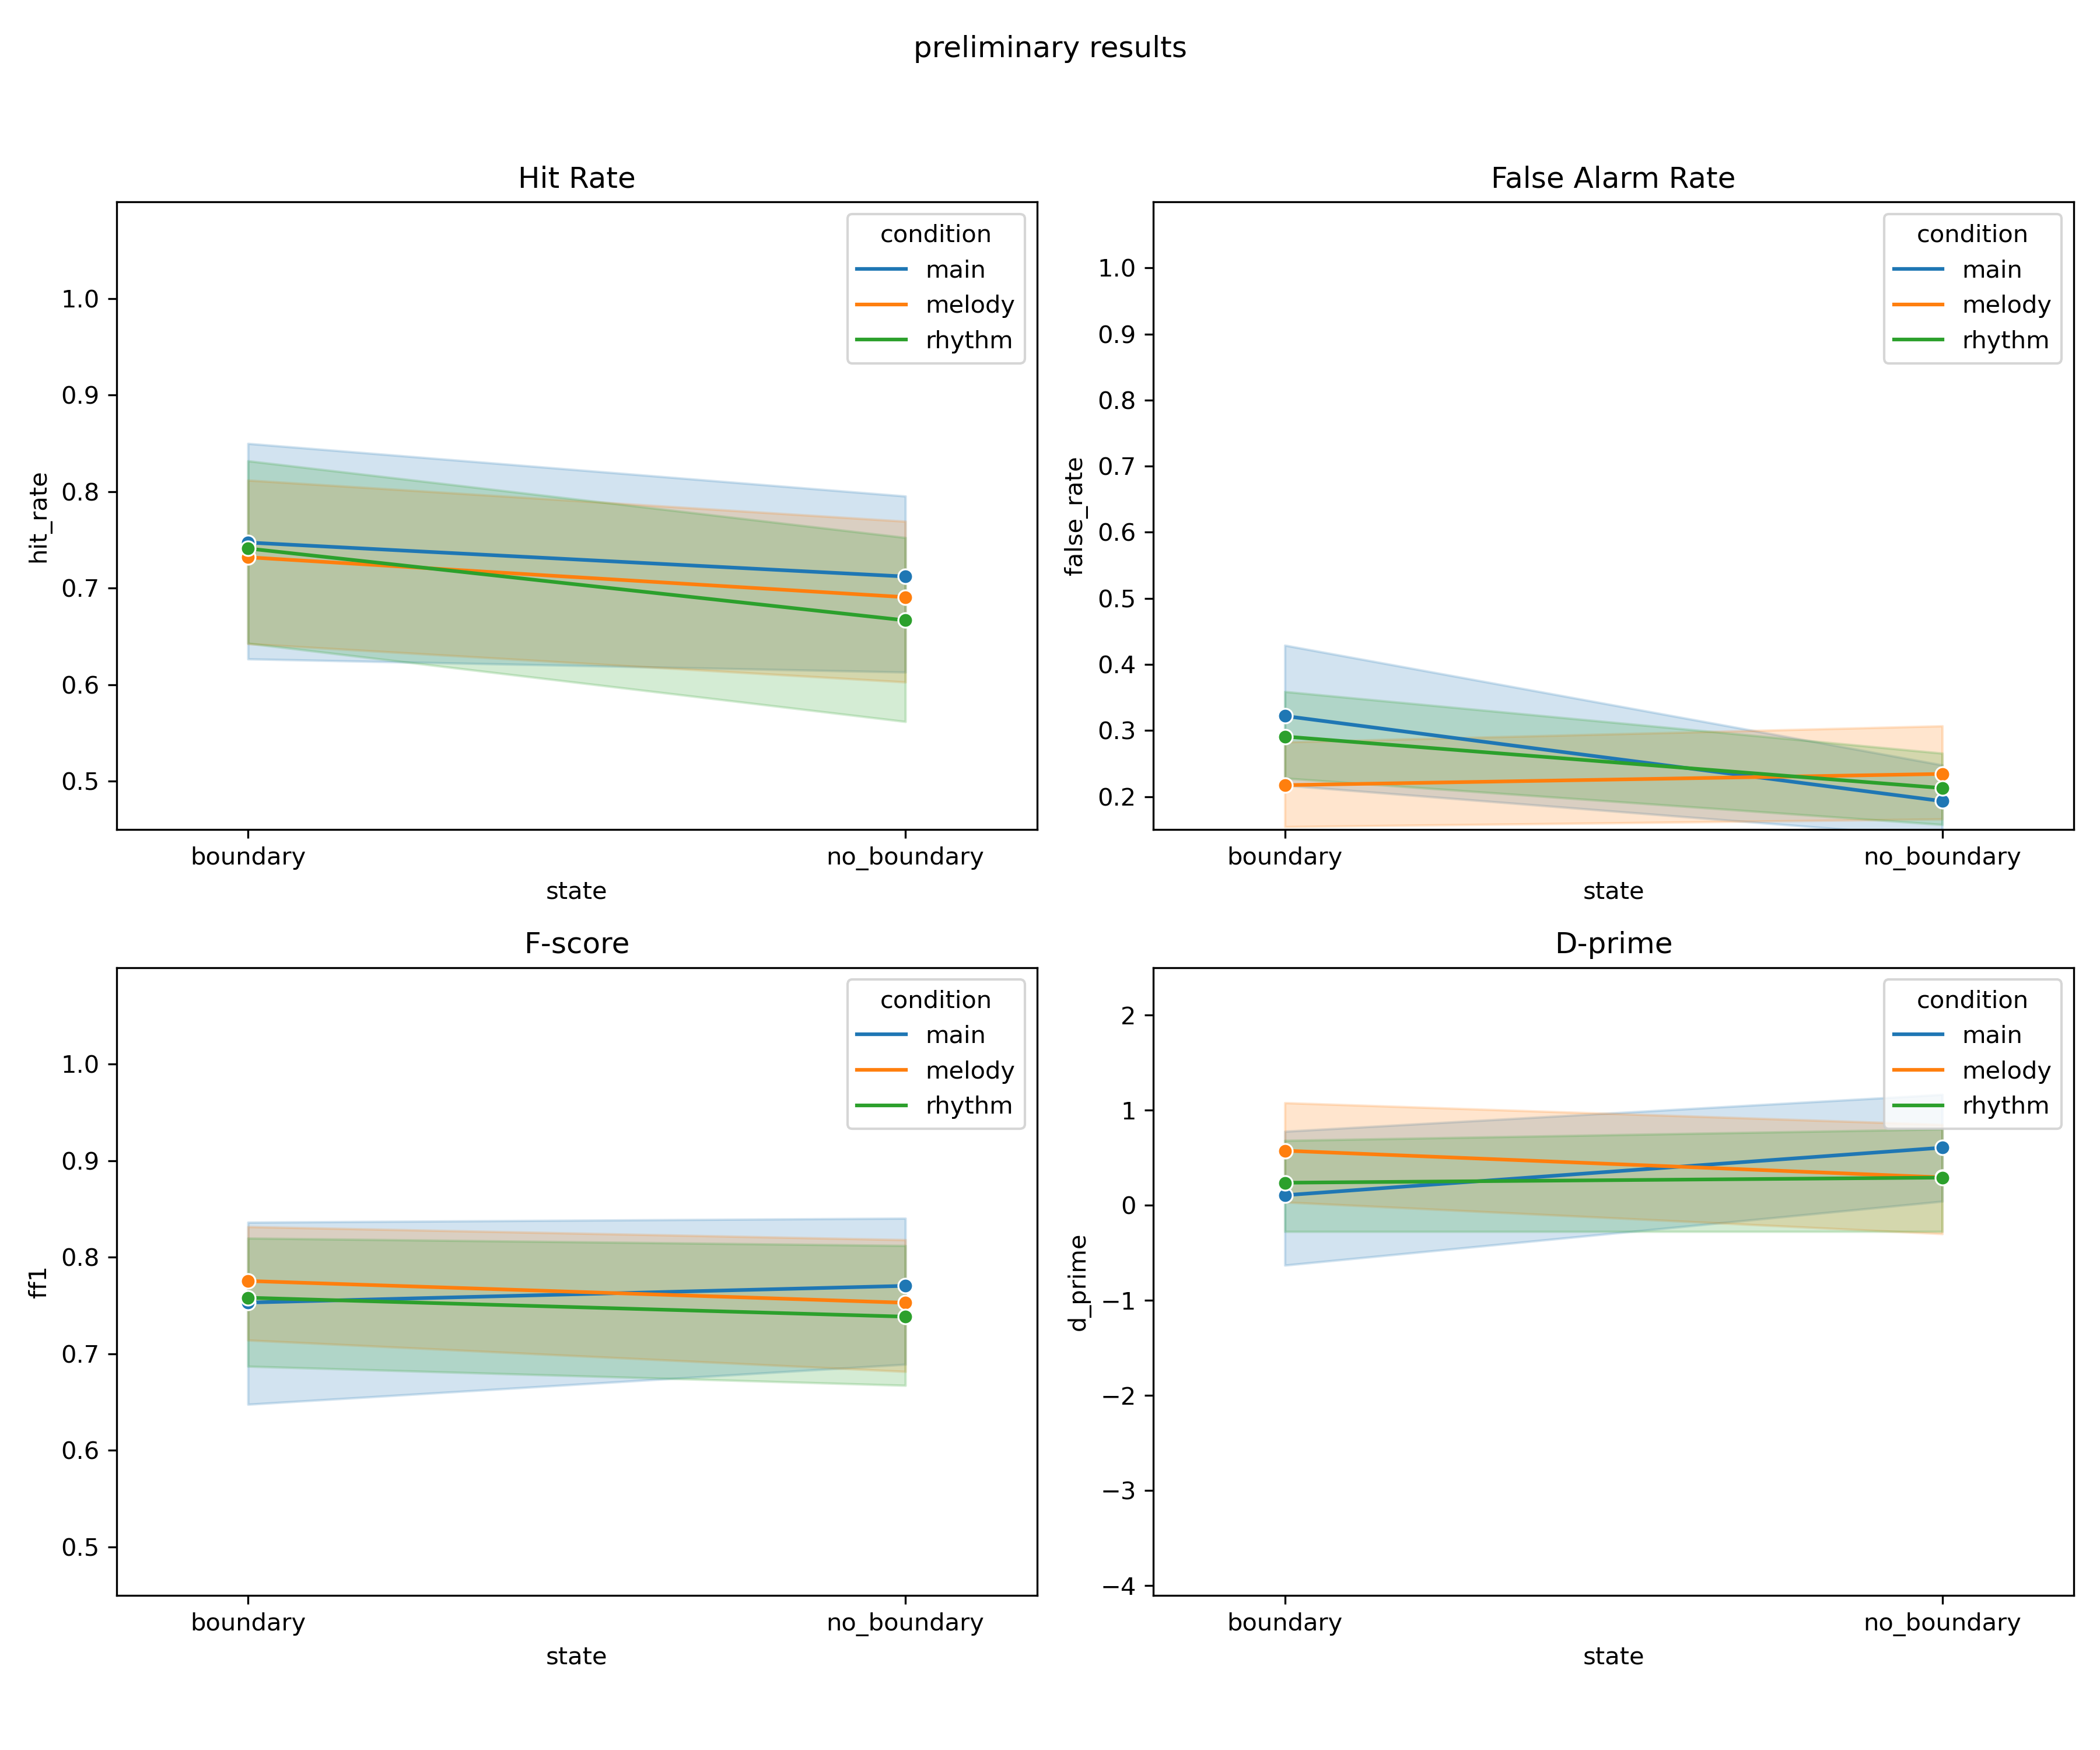 preliminary results
Hit Rate
condition
main
melody
rhythm
1.0
0.9
0.8
0.7
0.6
0.5
hit_rate
boundary
no_boundary
state
False Alarm Rate
condition
main
melody
rhythm
1.0
0.9
0.8
0.7
0.6
0.5
0.4
0.3
0.2
false_rate
boundary
no_boundary
state
F-score
condition
main
melody
rhythm
1.0
0.9
0.8
0.7
0.6
0.5
ff1
boundary
no_boundary
state
D-prime
condition
main
melody
rhythm
2
1
0
−1
−2
−3
−4
d_prime
boundary
no_boundary
state